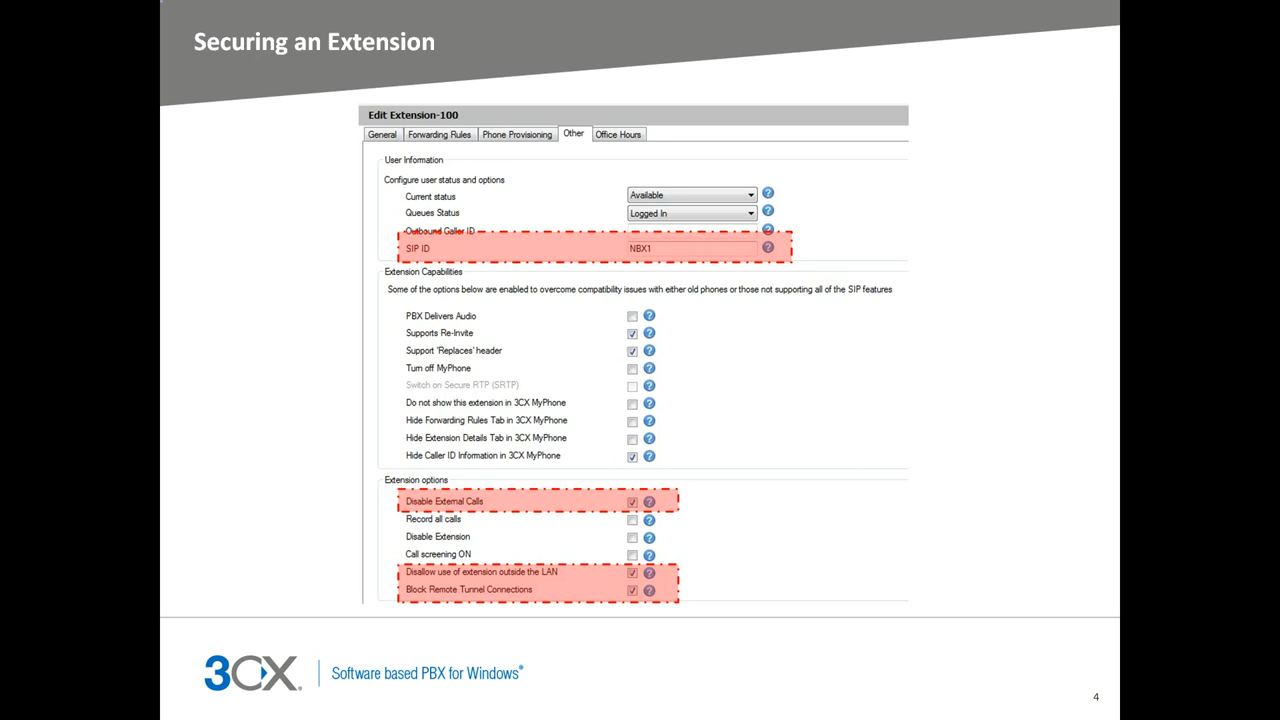 Securing an Extension
Edit Extension-100
General Forwarding Rules Phone Provisioning Other Office Hours
User Information
Configure user status and options
Current status Available ?
Queues Status Logged In ?
Outbound Caller ID ?
SIP ID NBX1 ?
Extension Capabilities
Some of the options below are enabled to overcome compatibility issues with either old phones or those not supporting all of the SIP features
PBX Delivers Audio ?
Supports Re-Invite ?
Support 'Replaces' header ?
Turn off MyPhone ?
Switch on Secure RTP (SRTP) ?
Do not show this extension in 3CX MyPhone ?
Hide Forwarding Rules Tab in 3CX MyPhone ?
Hide Extension Details Tab in 3CX MyPhone ?
Hide Caller ID Information in 3CX MyPhone ?
Extension options
Disable External Calls ?
Record all calls ?
Disable Extension ?
Call screening ON ?
Disallow use of extension outside the LAN ?
Block Remote Tunnel Connections ?
3CX® Software based PBX for Windows®
4